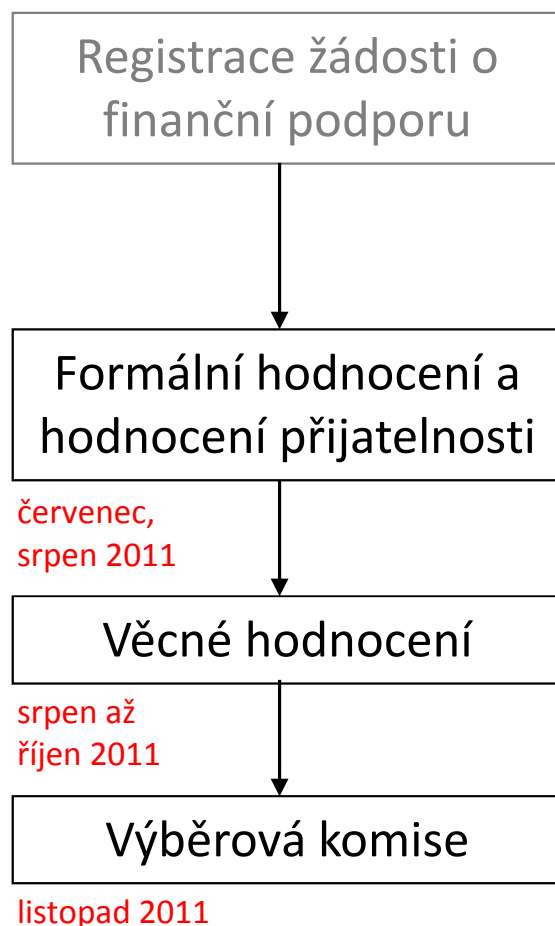 Registrace žádosti o
finanční podporu
Formální hodnocení a
hodnocení přijatelnosti
červenec,
srpen 2011
Věcné hodnocení
srpen až
říjen 2011
Výběrová komise
listopad 2011